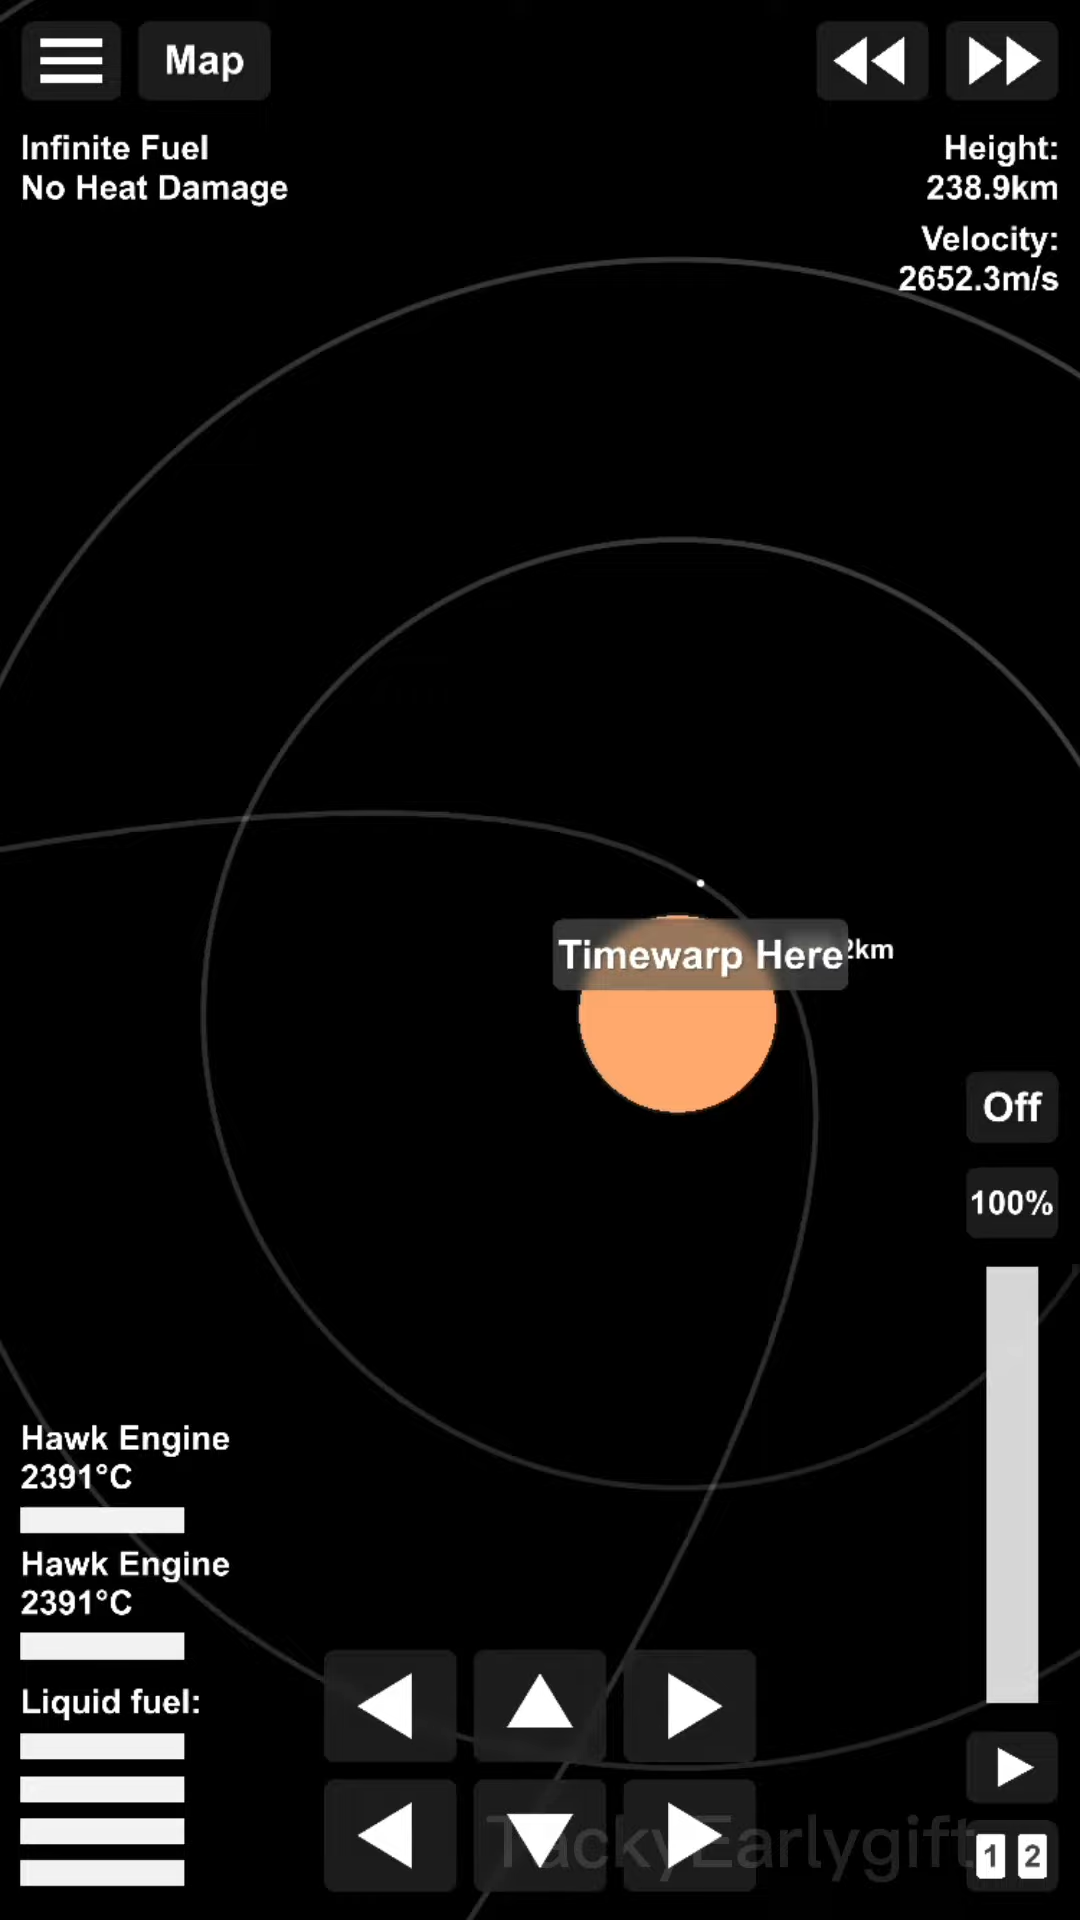 Map
Infinite Fuel
No Heat Damage
Height:
238.9km
Velocity:
2652.3m/s
Timewarp Here
2km
Off
100%
Hawk Engine
2391°C
Hawk Engine
2391°C
Liquid fuel:
TackyEarlygift
1 2